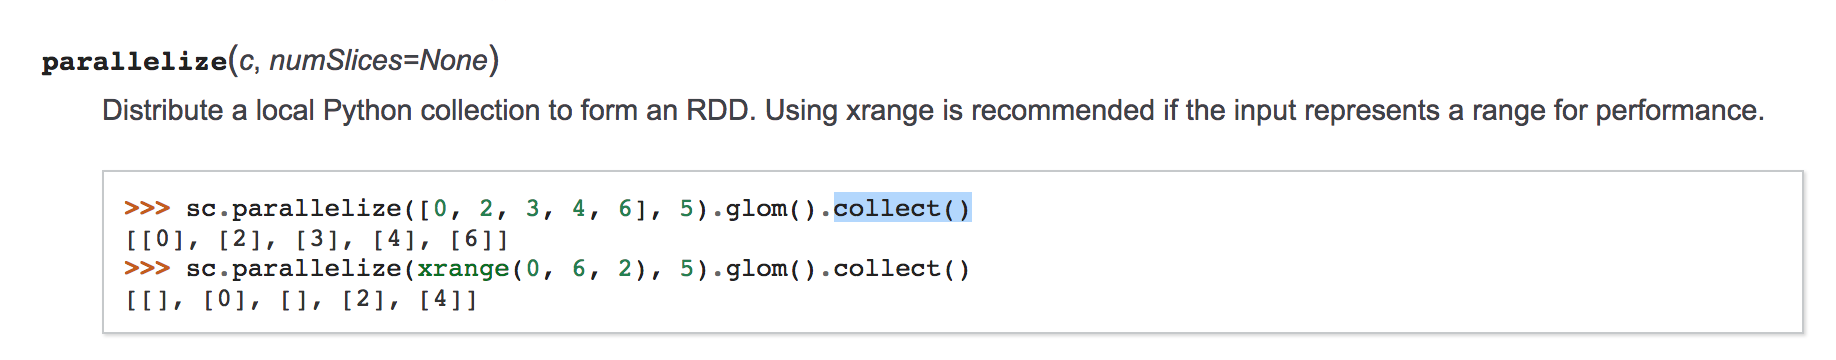 parallelize(c, numSlices=None)
Distribute a local Python collection to form an RDD. Using xrange is recommended if the input represents a range for performance.
>>> sc.parallelize([0, 2, 3, 4, 6], 5).glom().collect()
[[0], [2], [3], [4], [6]]
>>> sc.parallelize(xrange(0, 6, 2), 5).glom().collect()
[[], [0], [], [2], [4]]